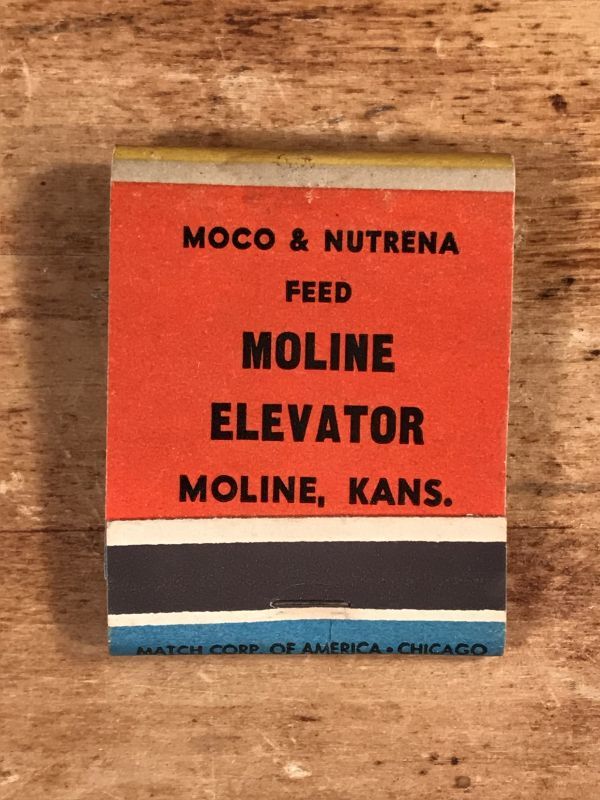 MOCO & NUTRENA
FEED
MOLINE
ELEVATOR
MOLINE, KANS.
MATCH CORP. OF AMERICA • CHICAGO